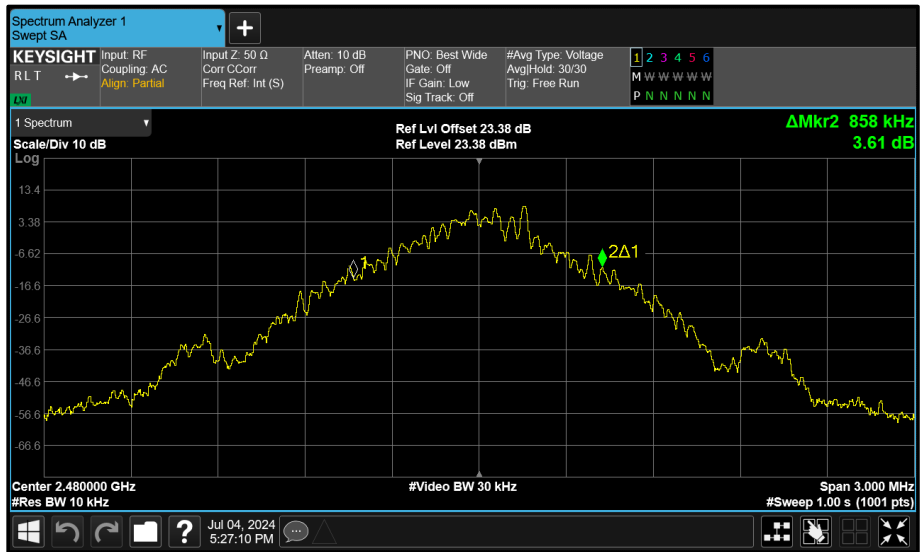 Spectrum Analyzer 1
Swept SA
KEYSIGHT Input: RF Input Z: 50 Ω Atten: 10 dB PNO: Best Wide #Avg Type: Voltage 1 2 3 4 5 6
R L T Coupling: AC Corr CCorr Preamp: Off Gate: Off Avg|Hold: 30/30 M W W W W W
Align: Partial Freq Ref: Int (S) IF Gain: Low Trig: Free Run
LXI Sig Track: Off P N N N N N
1 Spectrum Ref Lvl Offset 23.38 dB ΔMkr2 858 kHz
Scale/Div 10 dB Ref Level 23.38 dBm 3.61 dB
Log
13.4
3.38
-6.62
1
2Δ1
-16.6
-26.6
-36.6
-46.6
-56.6
-66.6
Center 2.480000 GHz #Video BW 30 kHz Span 3.000 MHz
#Res BW 10 kHz #Sweep 1.00 s (1001 pts)
? Jul 04, 2024
5:27:10 PM